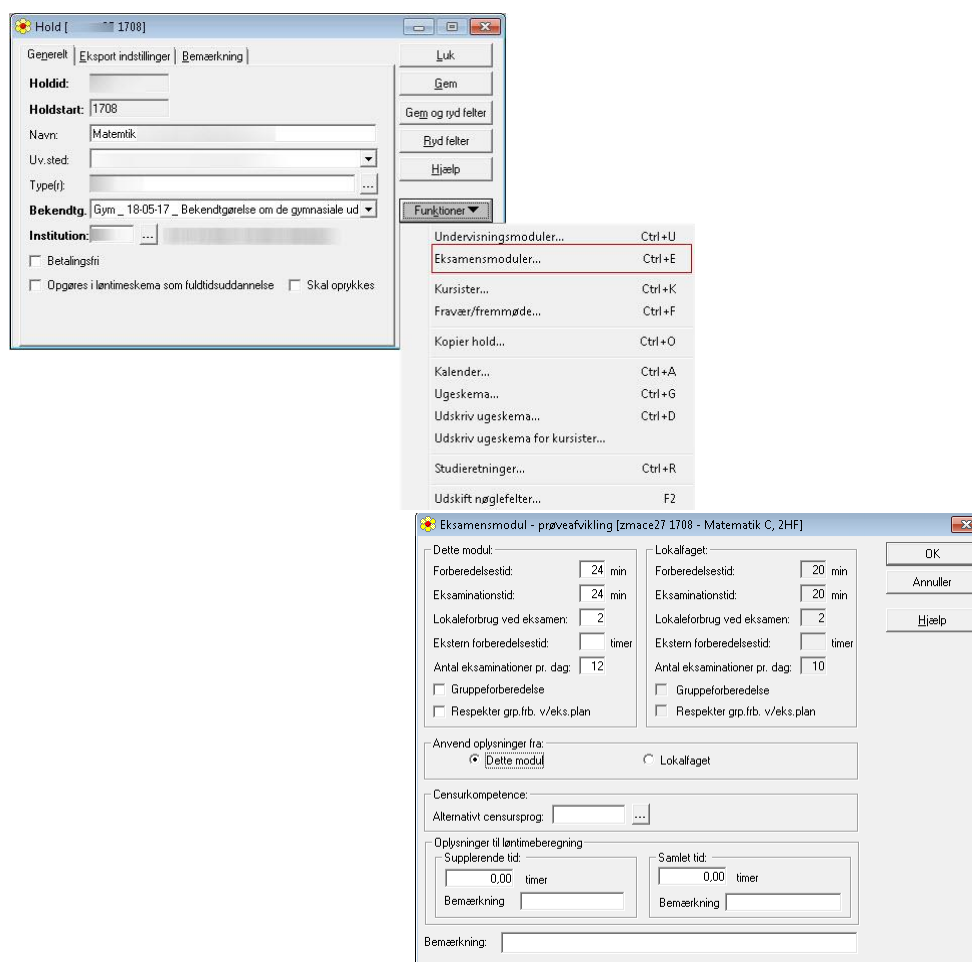 Hold [ 1708]
Generelt
Eksport indstillinger
Bemærkning
Holdid:
Holdstart: 1708
Navn: Matemtik
Uv.sted:
Type(r): ...
Bekendtg. Gym _ 18-05-17 _ Bekendtgørelse om de gymnasiale ud
Institution: ...
Betalingsfri
Opgøres i løntimeskema som fuldtidsuddannelse Skal oprykkes
Luk
Gem
Gem og ryd felter
Ryd felter
Hjælp
Funktioner
Undervisningsmoduler... Ctrl+U
Eksamensmoduler... Ctrl+E
Kursister... Ctrl+K
Fravær/fremmøde... Ctrl+F
Kopier hold... Ctrl+O
Kalender... Ctrl+A
Ugeskema... Ctrl+G
Udskriv ugeskema... Ctrl+D
Udskriv ugeskema for kursister...
Studieretninger... Ctrl+R
Udskift nøglefelter... F2
Eksamensmodul - prøveafvikling [zmace27 1708 - Matematik C, 2HF]
Dette modul:
Forberedelsestid: 24 min
Eksaminationstid: 24 min
Lokaleforbrug ved eksamen: 2
Ekstern forberedelsestid: timer
Antal eksaminationer pr. dag: 12
Gruppeforberedelse
Respekter grp.frb. v/eks.plan
Lokalfaget:
Forberedelsestid: 20 min
Eksaminationstid: 20 min
Lokaleforbrug ved eksamen: 2
Ekstern forberedelsestid: timer
Antal eksaminationer pr. dag: 10
Gruppeforberedelse
Respekter grp.frb. v/eks.plan
OK
Annuller
Hjælp
Anvend oplysninger fra:
Dette modul Lokalfaget
Censurkompetence:
Alternativt censursprog: ...
Oplysninger til løntimeberegning
Supplerende tid:
0,00 timer
Bemærkning
Samlet tid:
0,00 timer
Bemærkning
Bemærkning: